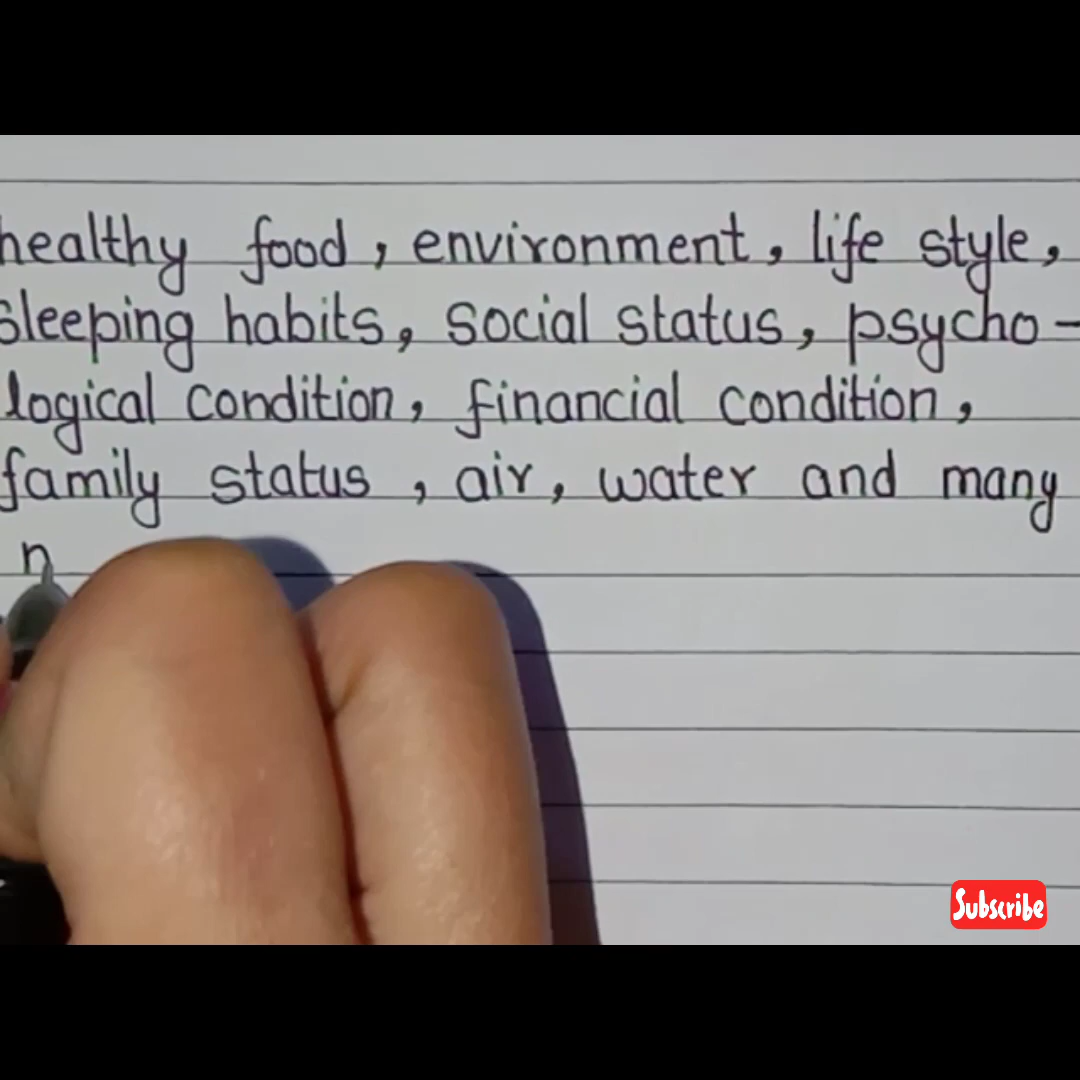 healthy food, environment, life style,
sleeping habits, social status, psycho-
logical condition, financial condition,
family status, air, water and many
Subscribe